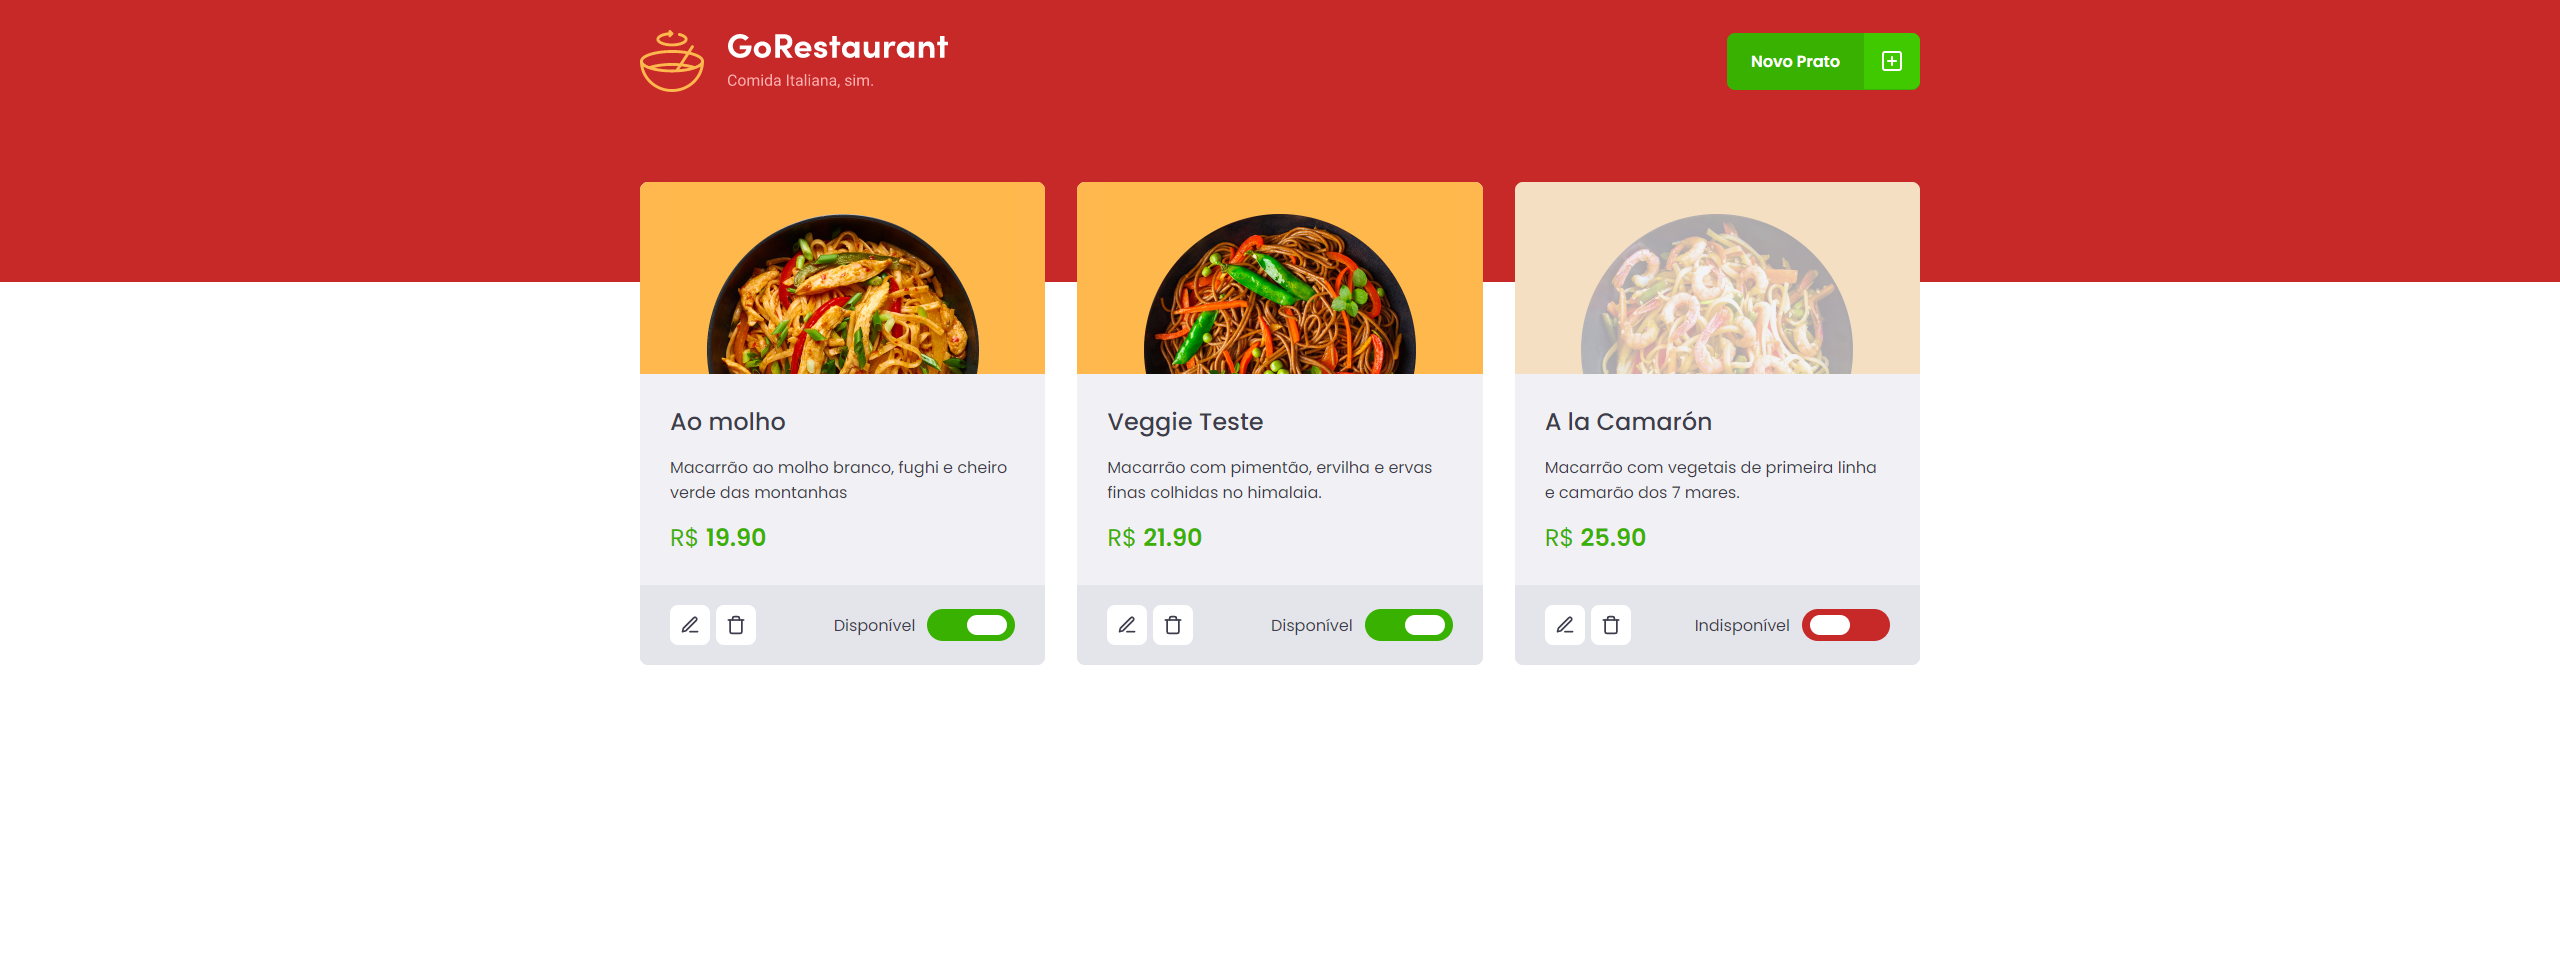 GoRestaurant
Comida Italiana, sim.
Novo Prato
Ao molho
Macarrão ao molho branco, fughi e cheiro
verde das montanhas
R$ 19.90
Disponível
Veggie Teste
Macarrão com pimentão, ervilha e ervas
finas colhidas no himalaia.
R$ 21.90
Disponível
A la Camarón
Macarrão com vegetais de primeira linha
e camarão dos 7 mares.
R$ 25.90
Indisponível